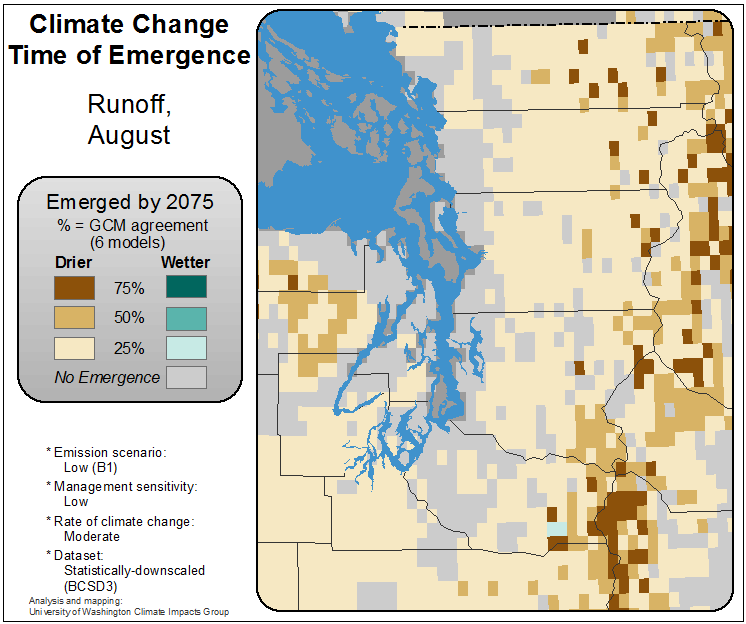 Climate Change
Time of Emergence
Runoff,
August
Emerged by 2075
% = GCM agreement
(6 models)
Drier Wetter
75%
50%
25%
No Emergence
* Emission scenario:
Low (B1)
* Management sensitivity:
Low
* Rate of climate change:
Moderate
* Dataset:
Statistically-downscaled
(BCSD3)
Analysis and mapping:
University of Washington Climate Impacts Group